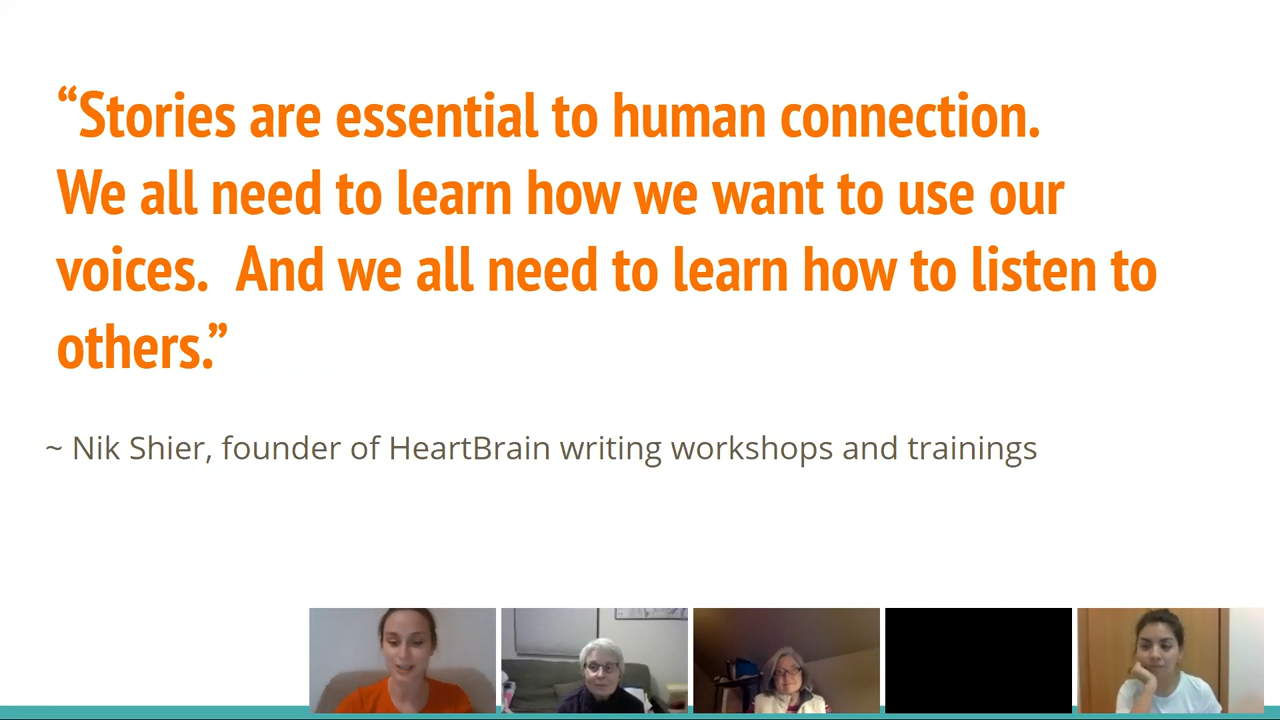 “Stories are essential to human connection.
We all need to learn how we want to use our
voices.  And we all need to learn how to listen to
others.”
~ Nik Shier, founder of HeartBrain writing workshops and trainings